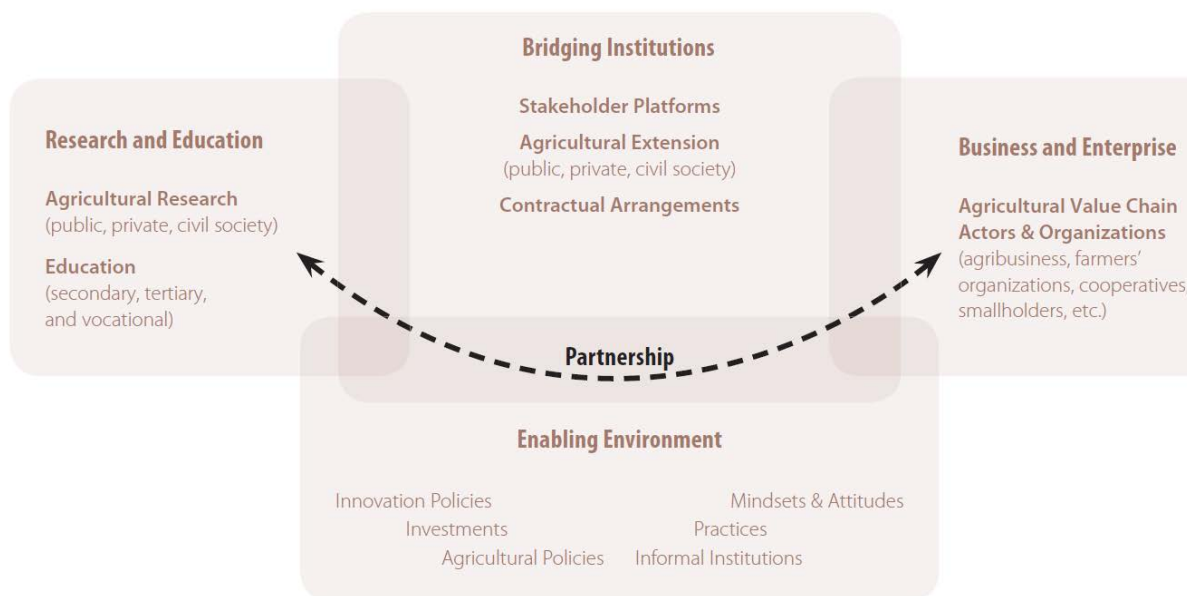 Bridging Institutions
Stakeholder Platforms
Agricultural Extension
(public, private, civil society)
Contractual Arrangements
Research and Education
Agricultural Research
(public, private, civil society)
Education
(secondary, tertiary,
and vocational)
Business and Enterprise
Agricultural Value Chain
Actors & Organizations
(agribusiness, farmers’
organizations, cooperatives,
smallholders, etc.)
Partnership
Enabling Environment
Innovation Policies
Investments
Agricultural Policies
Mindsets & Attitudes
Practices
Informal Institutions